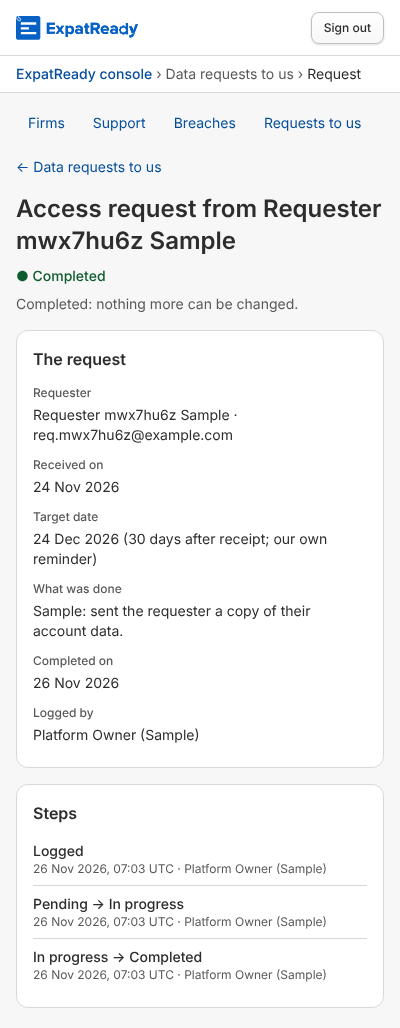 ExpatReady
Sign out
ExpatReady console › Data requests to us › Request
Firms
Support
Breaches
Requests to us
← Data requests to us
Access request from Requester
mwx7hu6z Sample
Completed
Completed: nothing more can be changed.
The request
Requester
Requester mwx7hu6z Sample ·
req.mwx7hu6z@example.com
Received on
24 Nov 2026
Target date
24 Dec 2026 (30 days after receipt; our own
reminder)
What was done
Sample: sent the requester a copy of their
account data.
Completed on
26 Nov 2026
Logged by
Platform Owner (Sample)
Steps
Logged
26 Nov 2026, 07:03 UTC · Platform Owner (Sample)
Pending → In progress
26 Nov 2026, 07:03 UTC · Platform Owner (Sample)
In progress → Completed
26 Nov 2026, 07:03 UTC · Platform Owner (Sample)